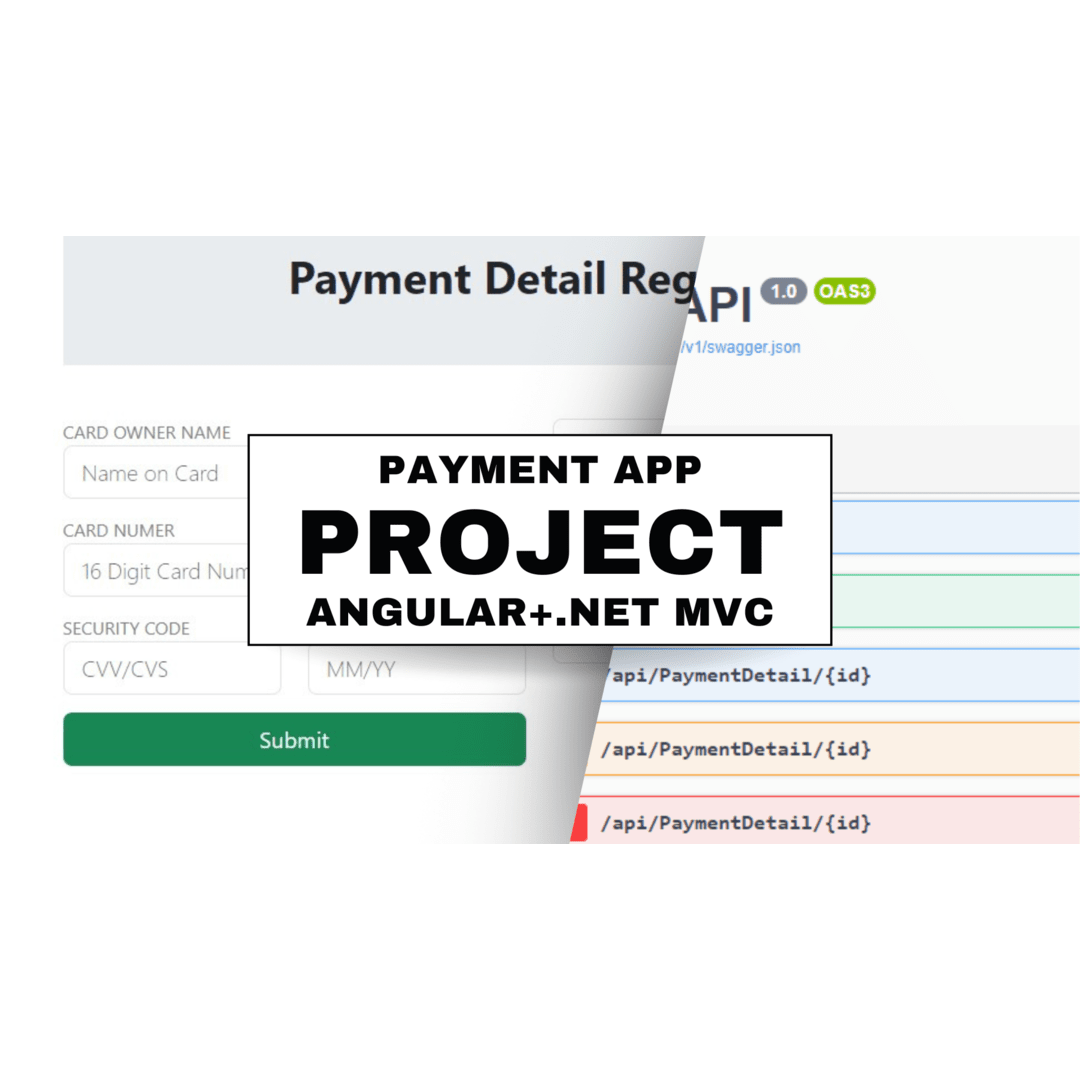 Payment Detail Reg
API 1.0 OAS3
/v1/swagger.json
CARD OWNER NAME
Name on Card
CARD NUMER
16 Digit Card Num
SECURITY CODE
CVV/CVS
MM/YY
Submit
PAYMENT APP
PROJECT
ANGULAR+.NET MVC
/api/PaymentDetail/{id}
/api/PaymentDetail/{id}
/api/PaymentDetail/{id}